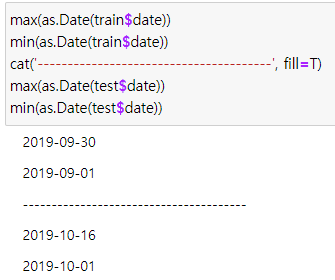 max(as.Date(train$date))
min(as.Date(train$date))
cat('---------------------------------------', fill=T)
max(as.Date(test$date))
min(as.Date(test$date))
2019-09-30
2019-09-01
---------------------------------------
2019-10-16
2019-10-01